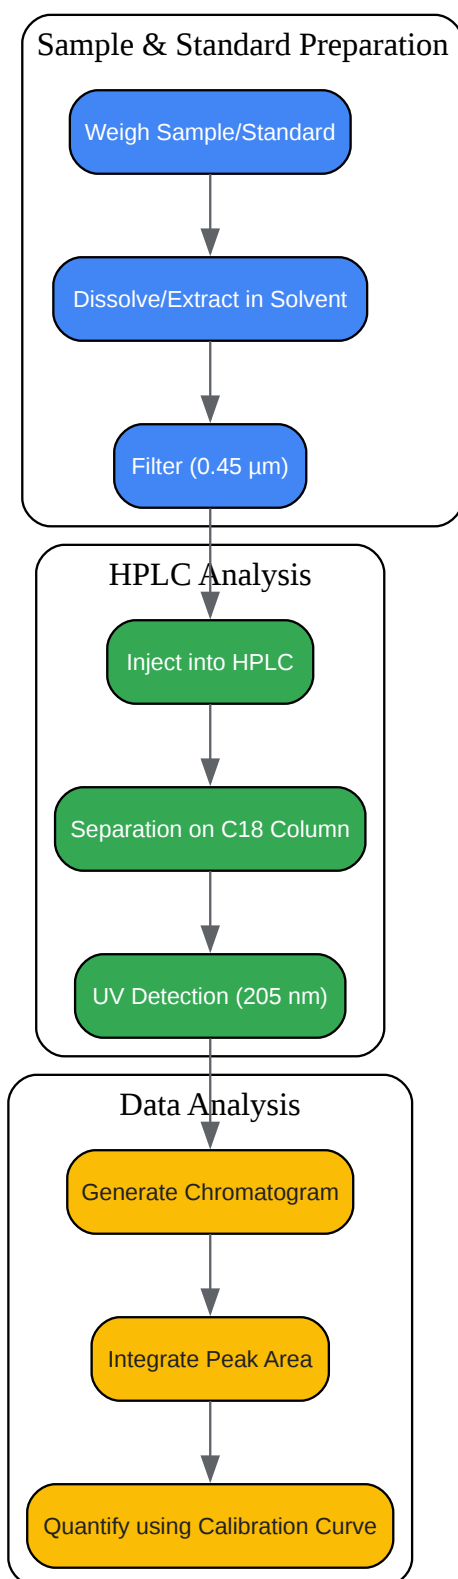 Sample & Standard Preparation
Weigh Sample/Standard
Dissolve/Extract in Solvent
Filter (0.45 µm)
HPLC Analysis
Inject into HPLC
Separation on C18 Column
UV Detection (205 nm)
Data Analysis
Generate Chromatogram
Integrate Peak Area
Quantify using Calibration Curve